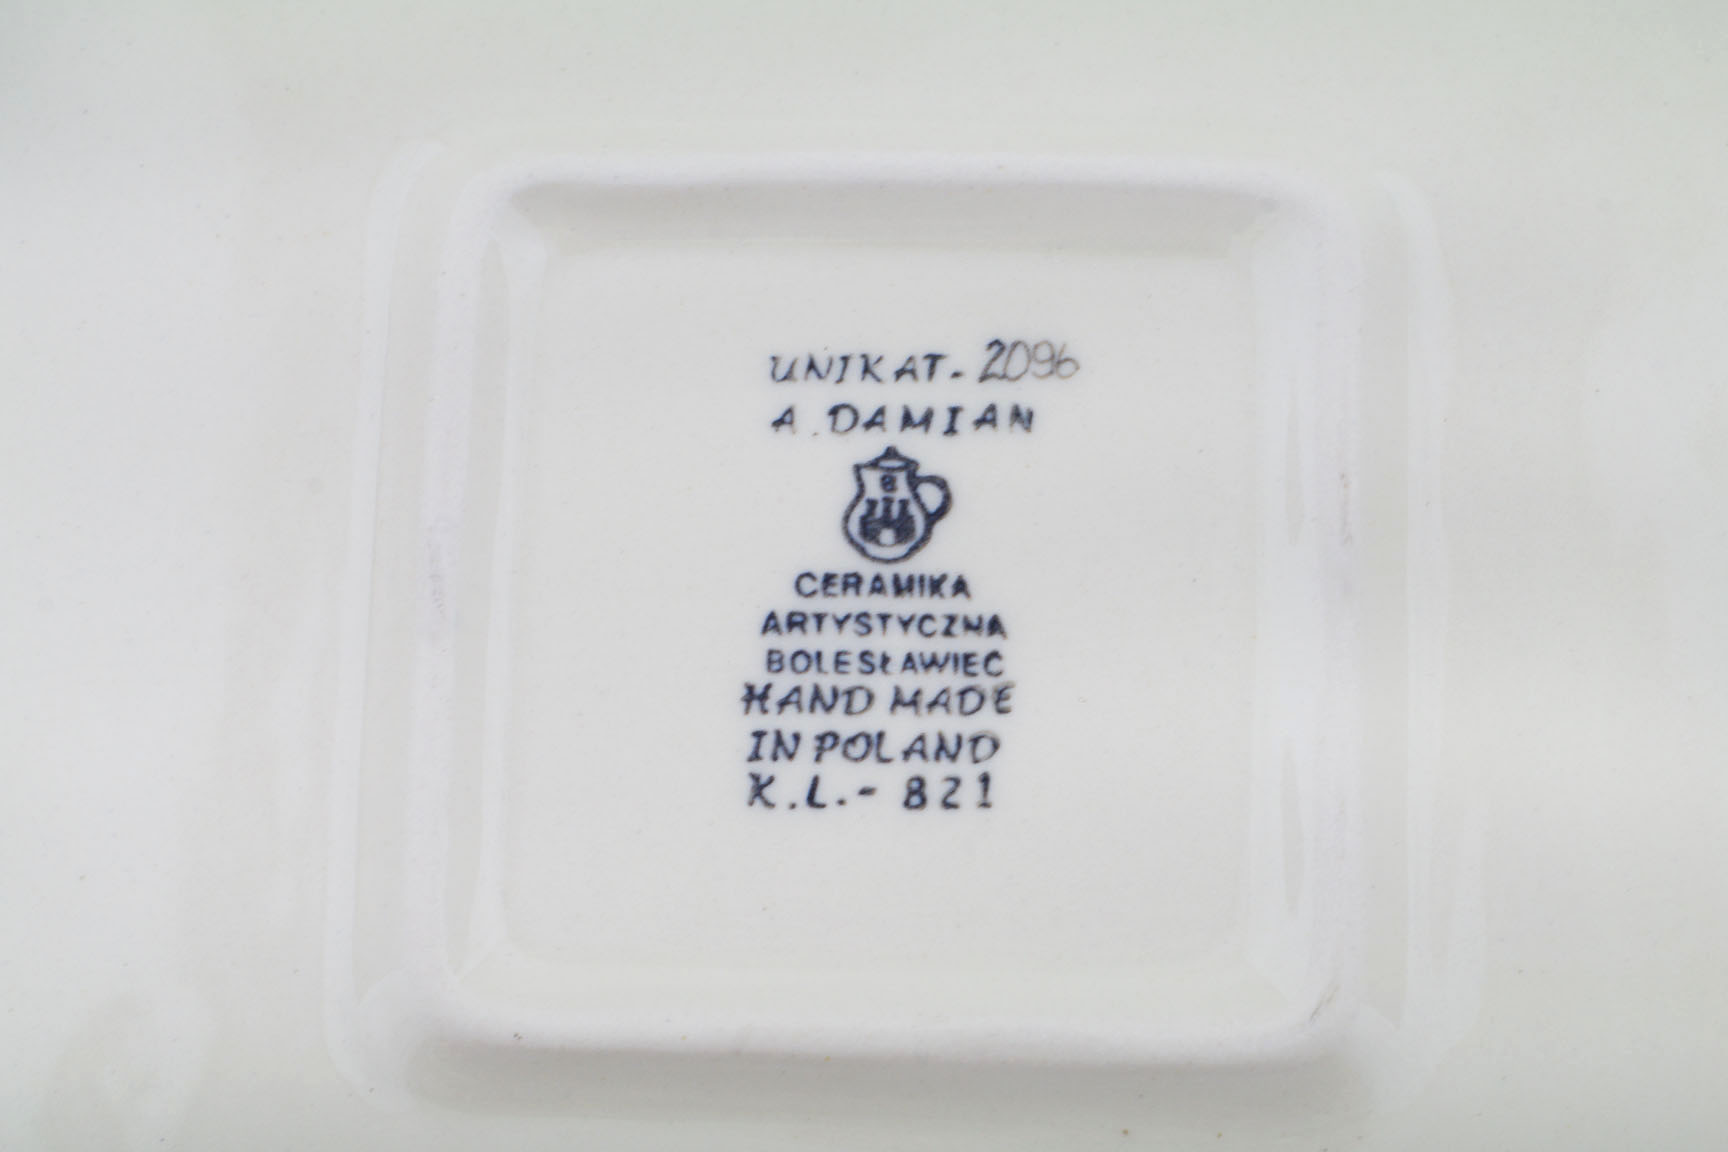 UNIKAT - 2096
A. DAMIAN
CERAMIKA
ARTYSTYCZNA
BOLESŁAWIEC
HAND MADE
IN POLAND
K.L.- 821